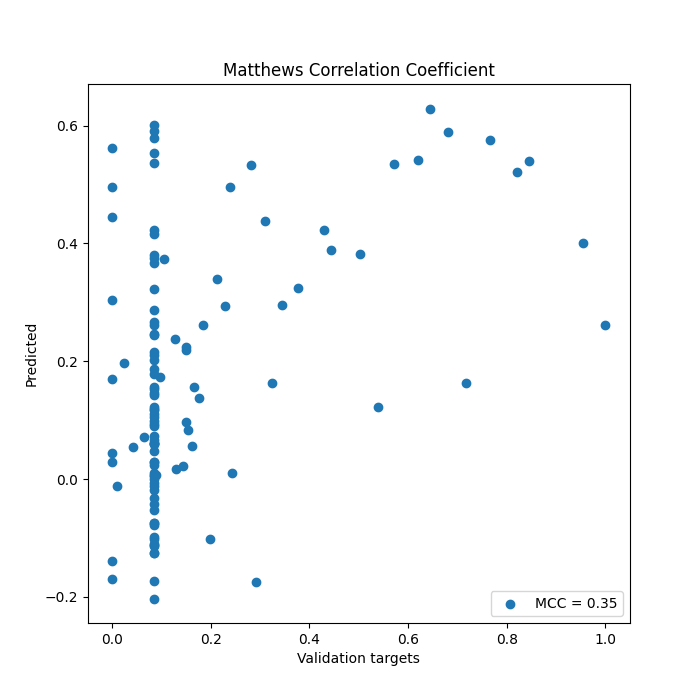 Matthews Correlation Coefficient
0.6
0.4
0.2
0.0
−0.2
Predicted
MCC = 0.35
0.0 0.2 0.4 0.6 0.8 1.0
Validation targets